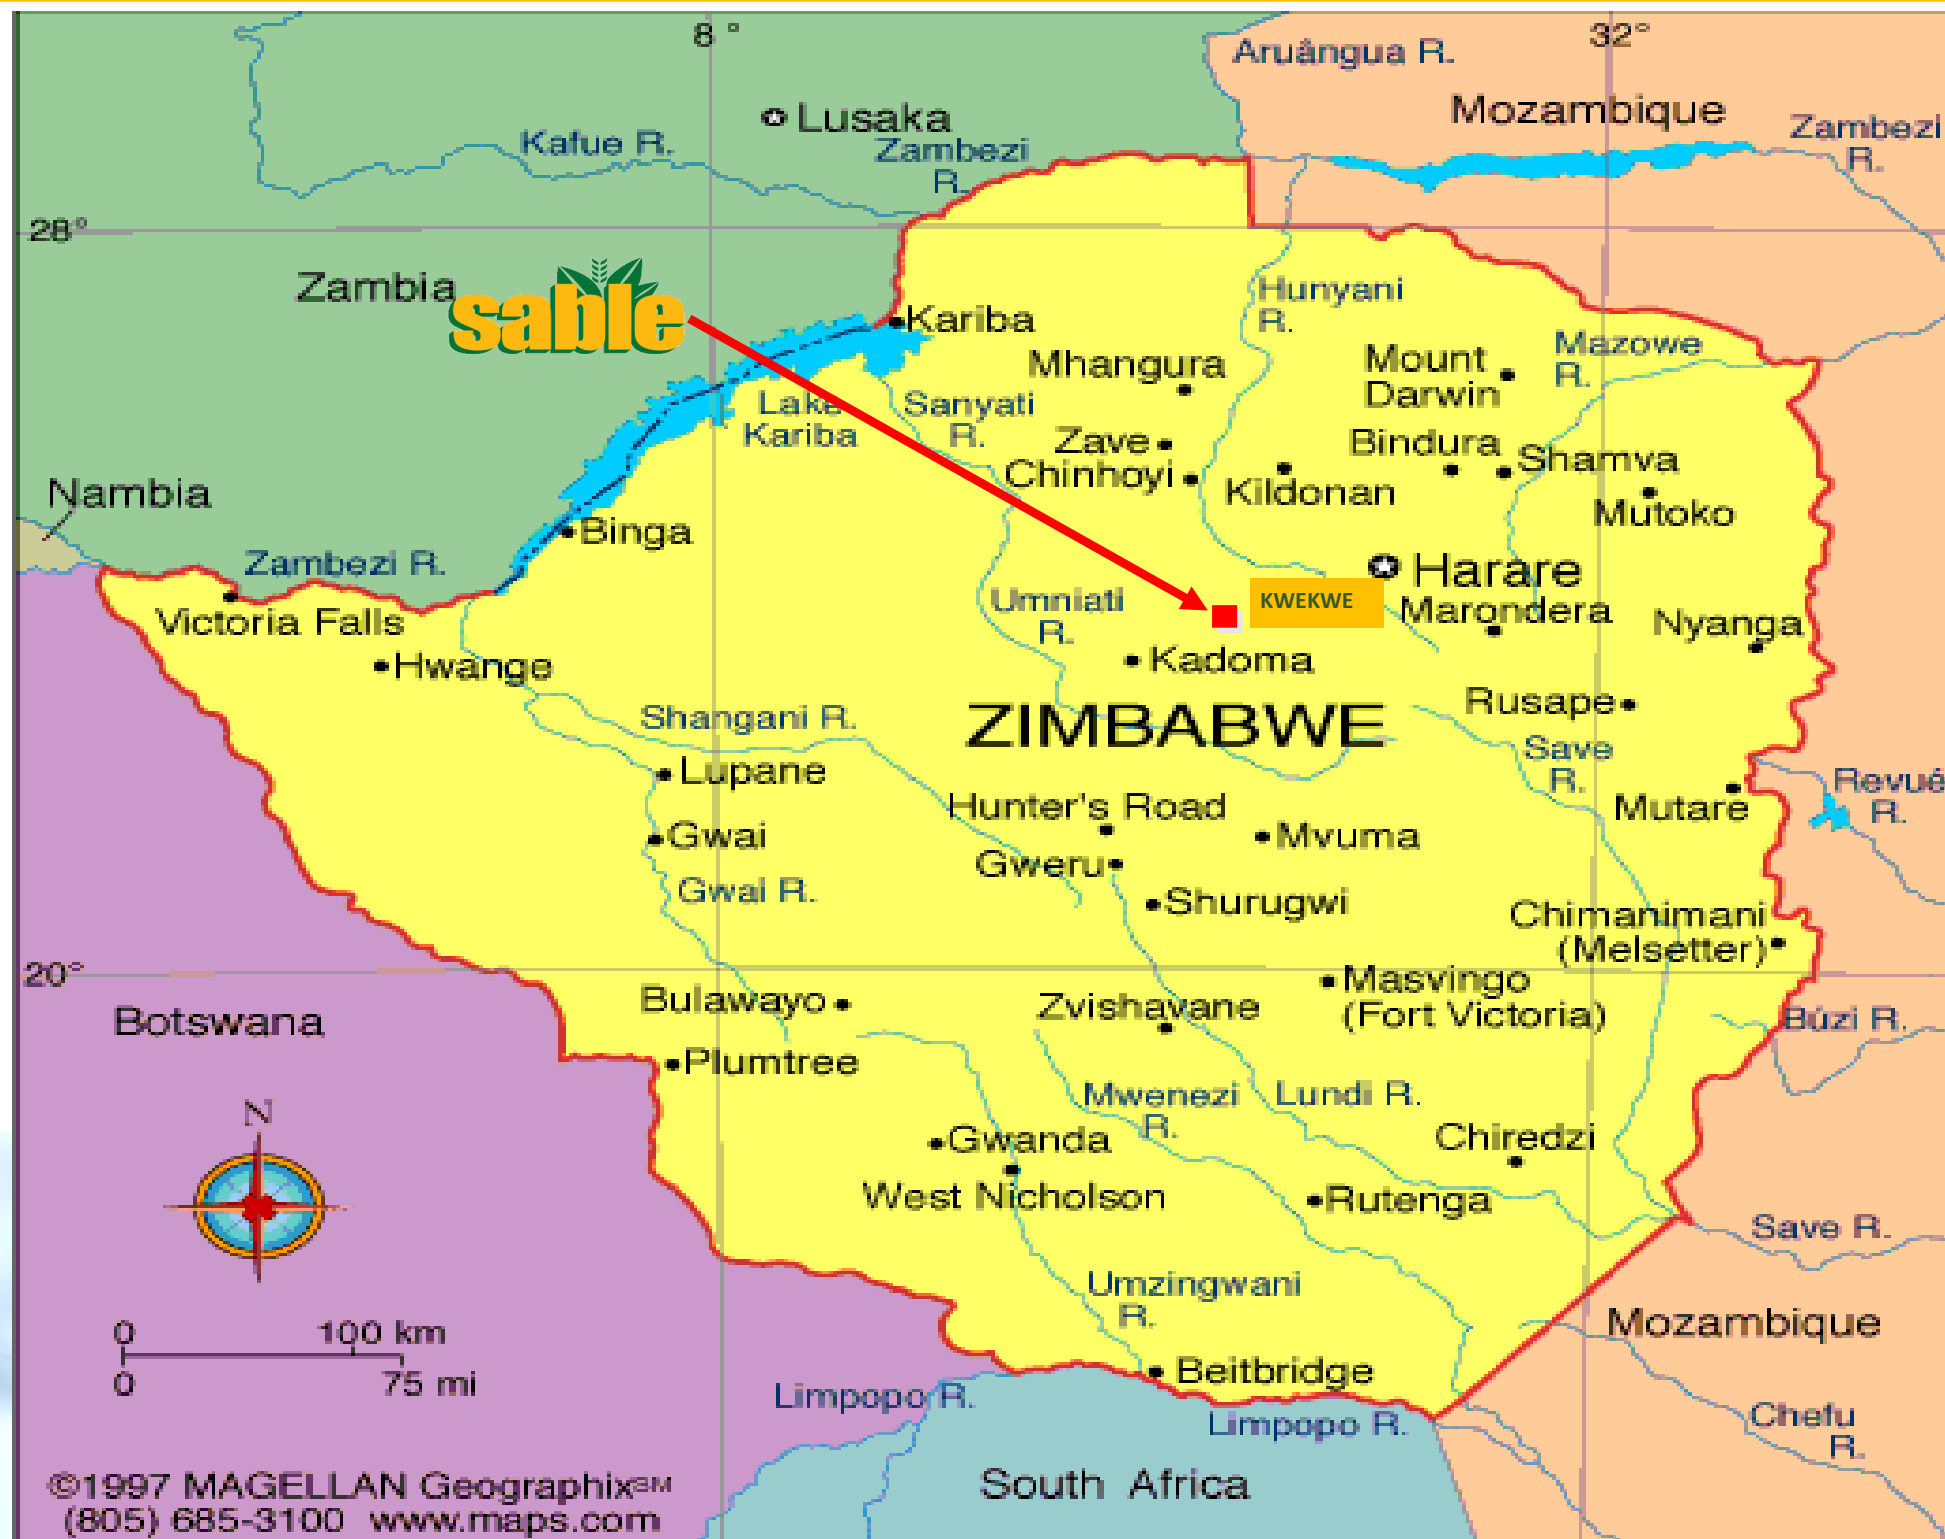 8 °
32°
Aruângua R.
Lusaka
Mozambique
Kafue R.
Zambezi
R.
Zambezi
R.
28°
Zambia
sable
Kariba
Hunyani
R.
Mhangura
Mount
Darwin
Mazowe
R.
Lake
Kariba
Sanyati
R.
Zave
Bindura
Chinhoyi
Shamva
Kildonan
Mutoko
Nambia
Binga
Zambezi R.
Harare
Umniati
R.
KWEKWE
Marondera
Victoria Falls
Nyanga
Hwange
Kadoma
Rusape
Shangani R.
ZIMBABWE
Save
R.
Lupane
Revué
R.
Hunter's Road
Mutare
Gwai
Mvuma
Gweru
Gwai R.
Shurugwi
Chimanimani
(Melsetter)
20°
Masvingo
(Fort Victoria)
Bulawayo
Zvishavane
Botswana
Búzi R.
Plumtree
Mwenezi
R.
Lundi R.
N
Gwanda
Chiredzi
West Nicholson
Rutenga
Save R.
Umzingwani
R.
0
100 km
Mozambique
0
75 mi
Beitbridge
Limpopo R.
Limpopo R.
Chefu
R.
South Africa
©1997 MAGELLAN Geographix℠
(805) 685-3100 www.maps.com